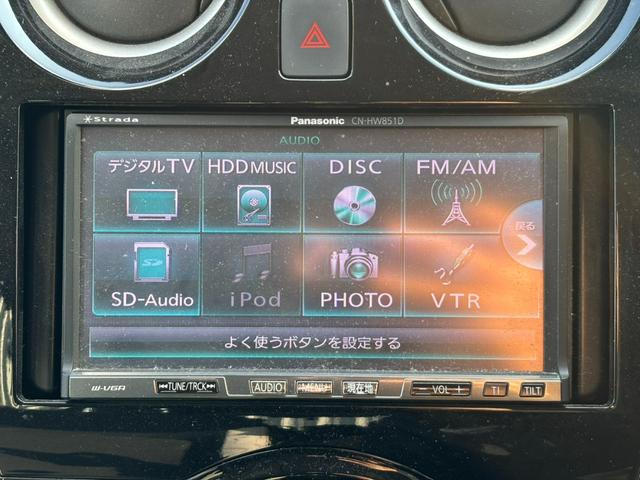 Strada
Panasonic CN-HW851D
AUDIO
デジタルTV HDD MUSIC DISC FM/AM
戻る
SD
SD-Audio iPod PHOTO VTR
よく使うボタンを設定する
W-VGA TUNE/TRCK AUDIO MENU 現在地 − VOL + TILT